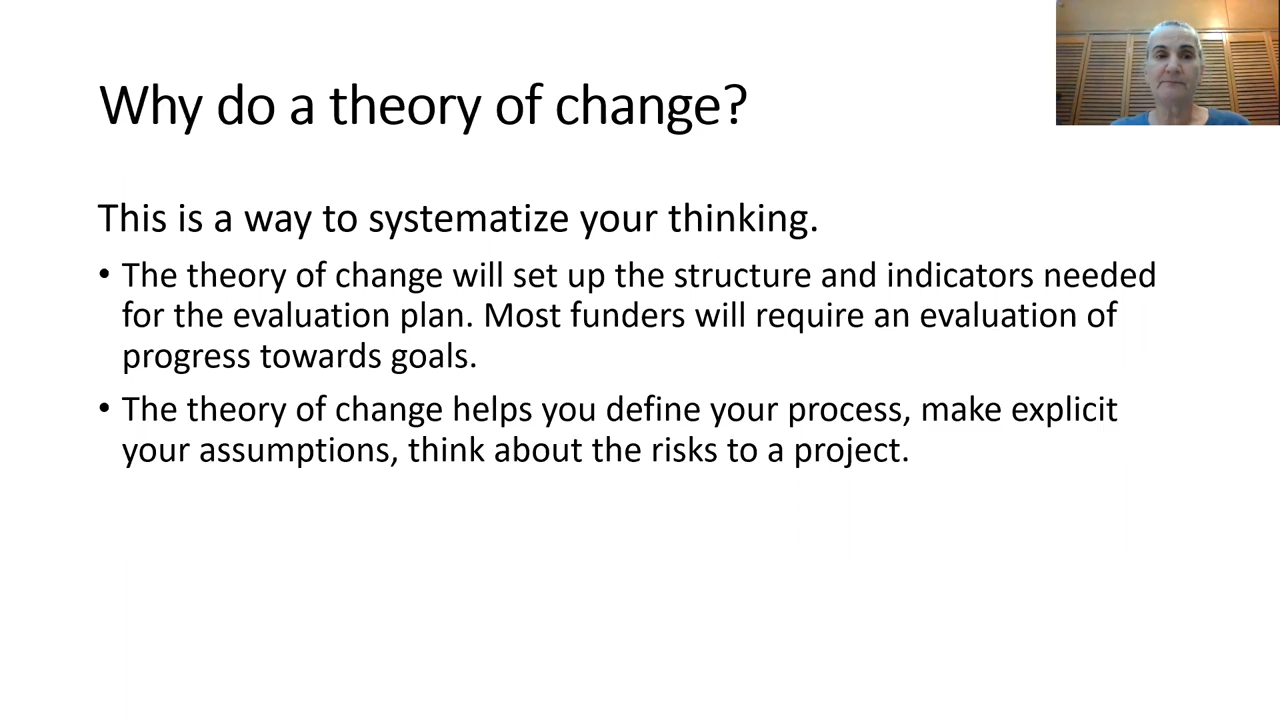 Why do a theory of change?
This is a way to systematize your thinking.
• The theory of change will set up the structure and indicators needed
for the evaluation plan. Most funders will require an evaluation of
progress towards goals.
• The theory of change helps you define your process, make explicit
your assumptions, think about the risks to a project.